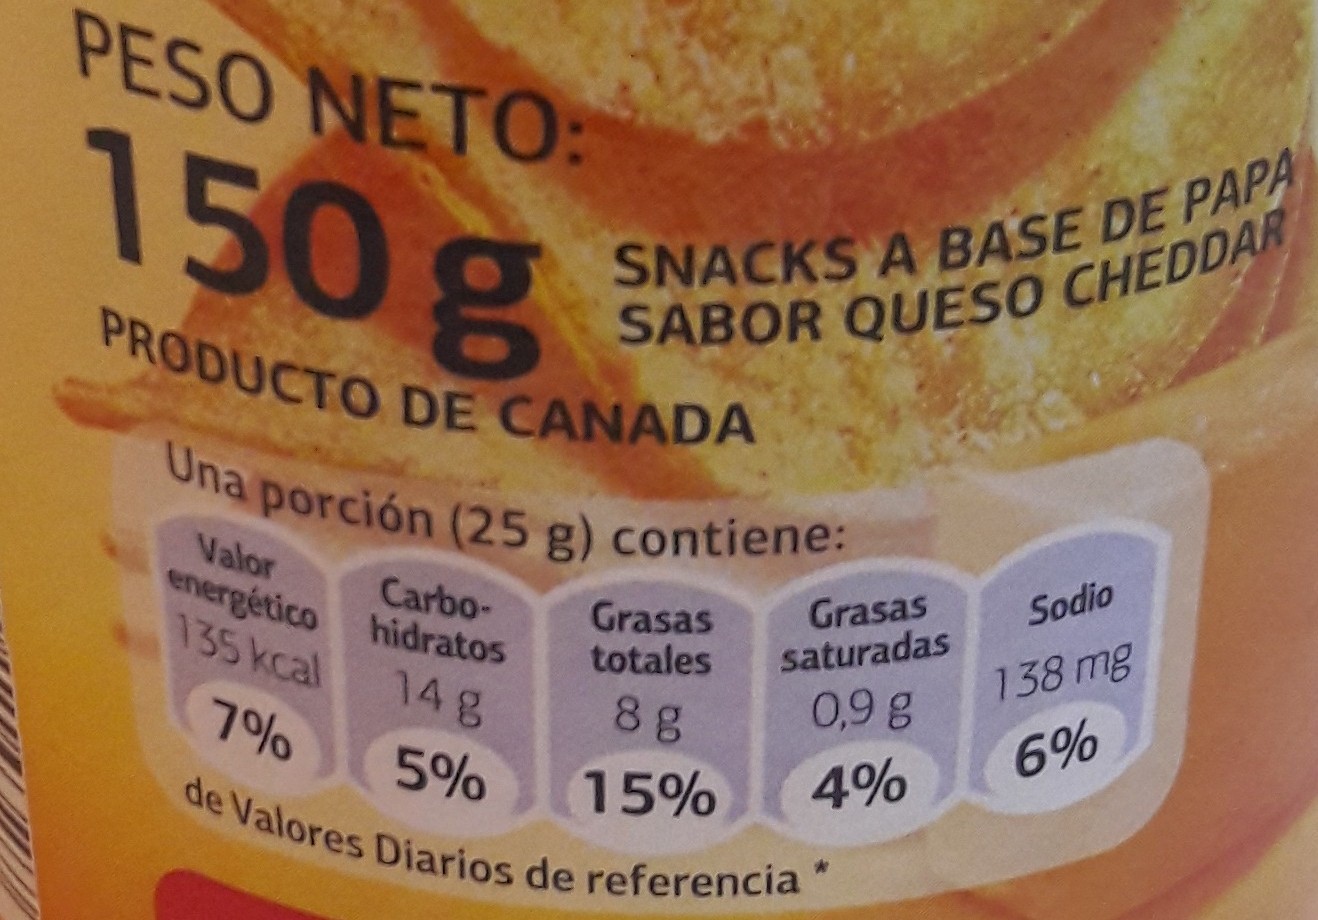 PESO NETO:
150 g
PRODUCTO DE CANADA
SNACKS A BASE DE PAPA
SABOR QUESO CHEDDAR
Una porción (25 g) contiene:
Valor
energético
135 kcal
7%
Carbo-
hidratos
14 g
5%
Grasas
totales
8 g
15%
Grasas
saturadas
0,9 g
4%
Sodio
138 mg
6%
de Valores Diarios de referencia *